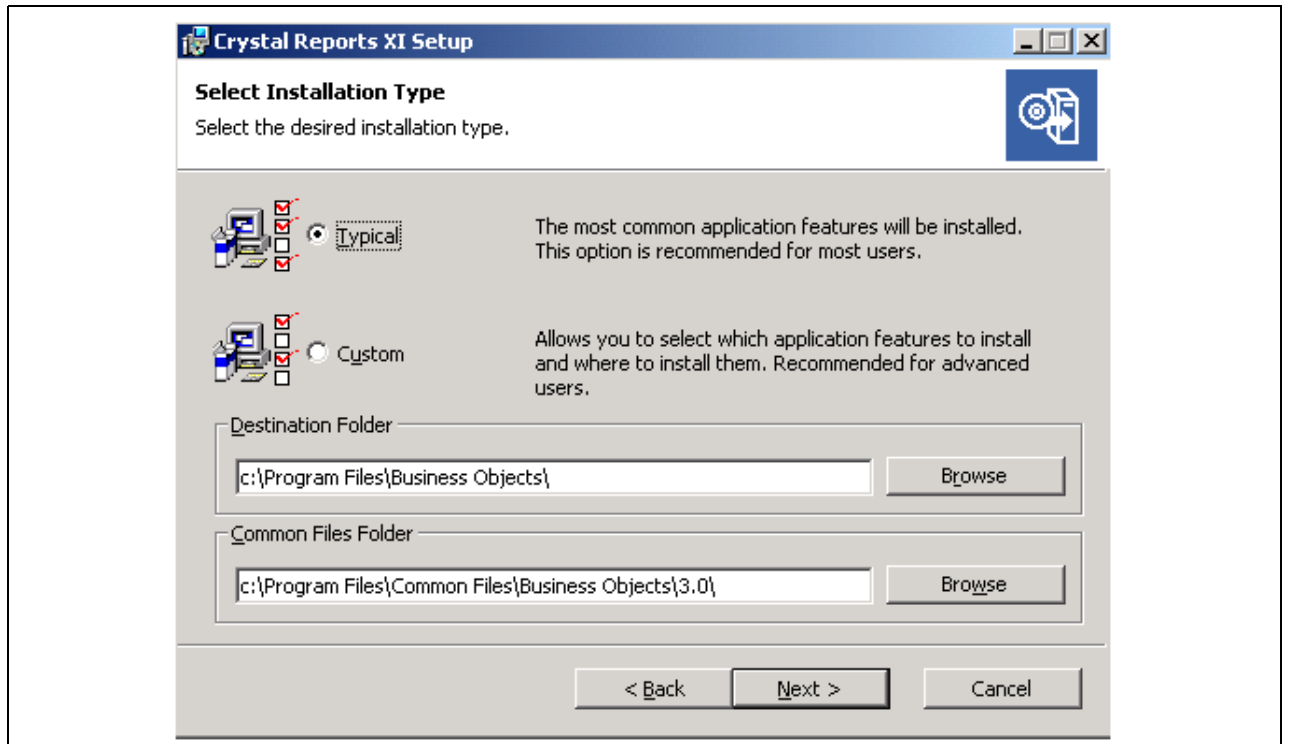 Crystal Reports XI Setup
Select Installation Type
Select the desired installation type.
Typical
The most common application features will be installed.
This option is recommended for most users.
Custom
Allows you to select which application features to install
and where to install them. Recommended for advanced
users.
Destination Folder
c:\Program Files\Business Objects\
Browse
Common Files Folder
c:\Program Files\Common Files\Business Objects\3.0\
Browse
< Back
Next >
Cancel